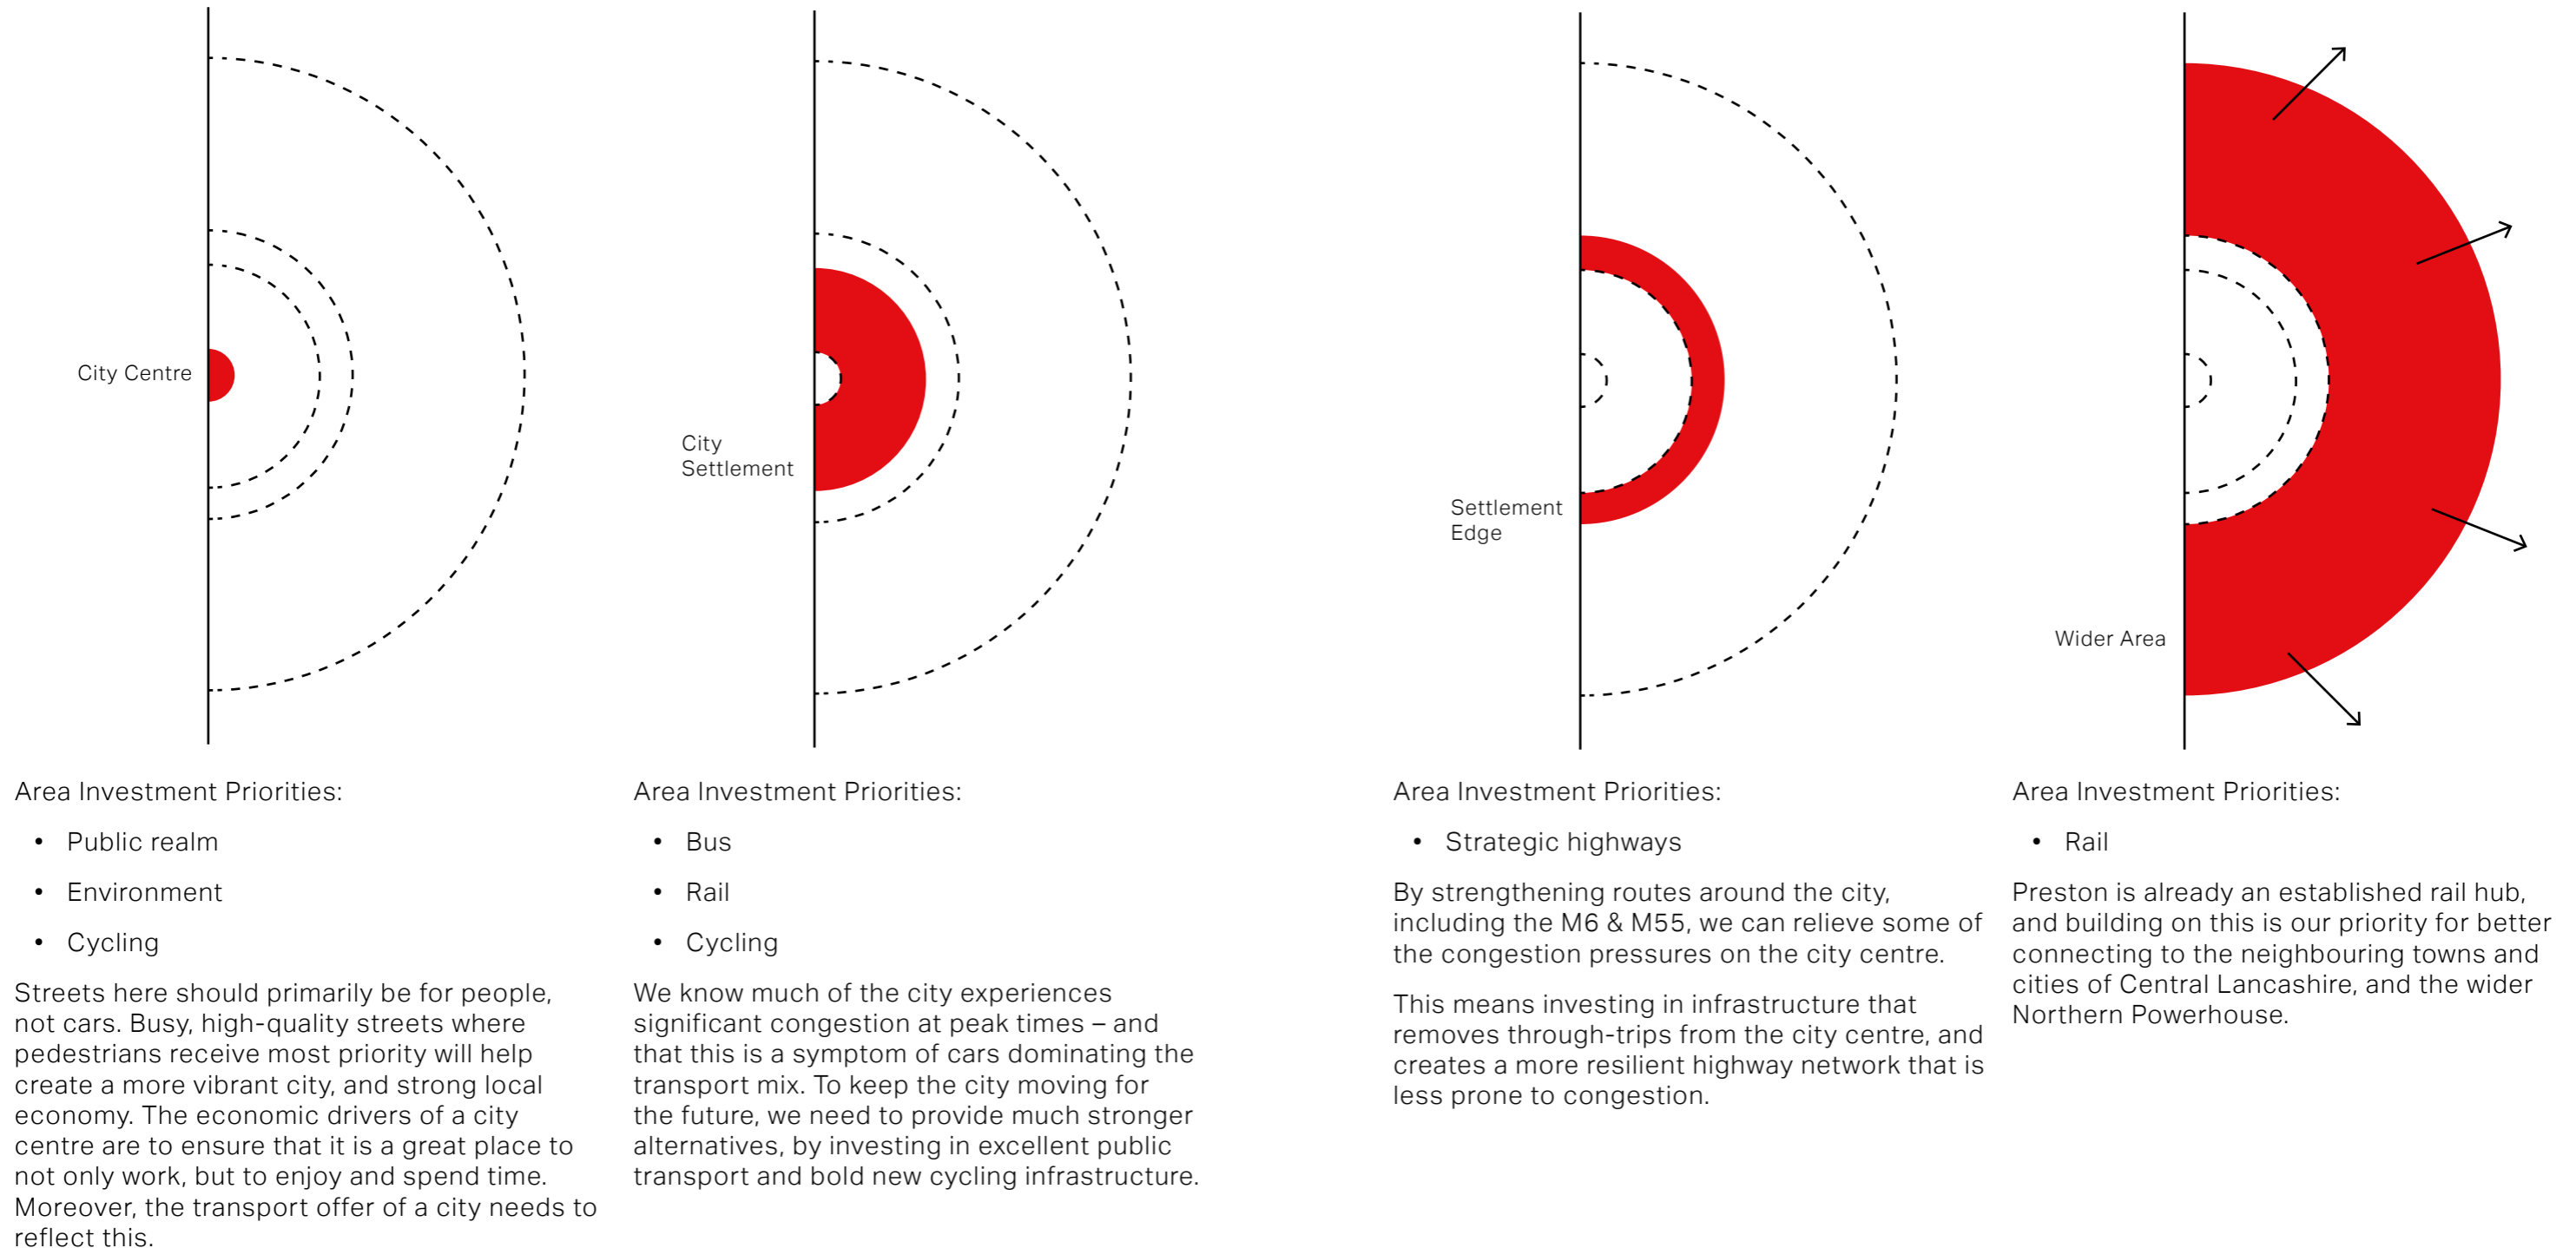 City Centre
Area Investment Priorities:
• Public realm
• Environment
• Cycling
Streets here should primarily be for people,
not cars. Busy, high-quality streets where
pedestrians receive most priority will help
create a more vibrant city, and strong local
economy. The economic drivers of a city
centre are to ensure that it is a great place to
not only work, but to enjoy and spend time.
Moreover, the transport offer of a city needs to
reflect this.
City
Settlement
Area Investment Priorities:
• Bus
• Rail
• Cycling
We know much of the city experiences
significant congestion at peak times – and
that this is a symptom of cars dominating the
transport mix. To keep the city moving for
the future, we need to provide much stronger
alternatives, by investing in excellent public
transport and bold new cycling infrastructure.
Settlement
Edge
Area Investment Priorities:
• Strategic highways
By strengthening routes around the city,
including the M6 & M55, we can relieve some of
the congestion pressures on the city centre.
This means investing in infrastructure that
removes through-trips from the city centre, and
creates a more resilient highway network that is
less prone to congestion.
Wider Area
Area Investment Priorities:
• Rail
Preston is already an established rail hub,
and building on this is our priority for better
connecting to the neighbouring towns and
cities of Central Lancashire, and the wider
Northern Powerhouse.